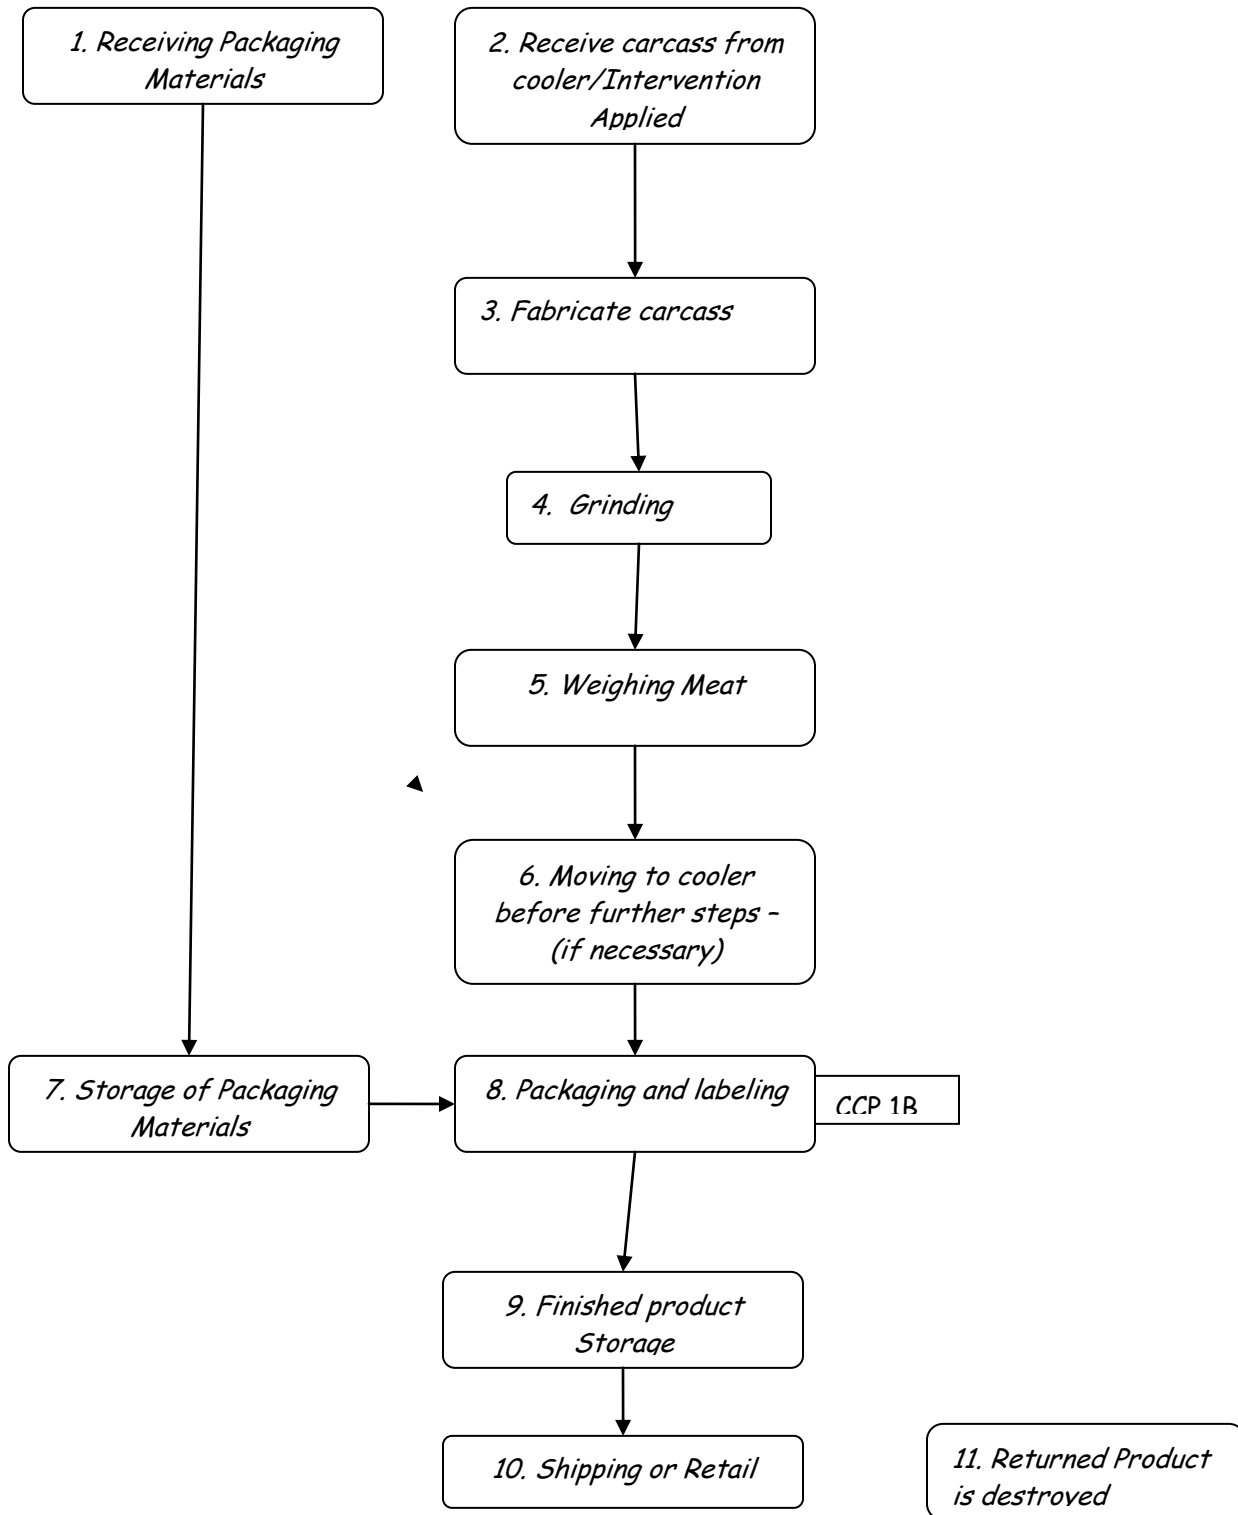 1. Receiving Packaging
Materials
2. Receive carcass from
cooler/Intervention
Applied
3. Fabricate carcass
4. Grinding
5. Weighing Meat
6. Moving to cooler
before further steps –
(if necessary)
7. Storage of Packaging
Materials
8. Packaging and labeling
CCP 1B
9. Finished product
Storage
10. Shipping or Retail
11. Returned Product
is destroyed